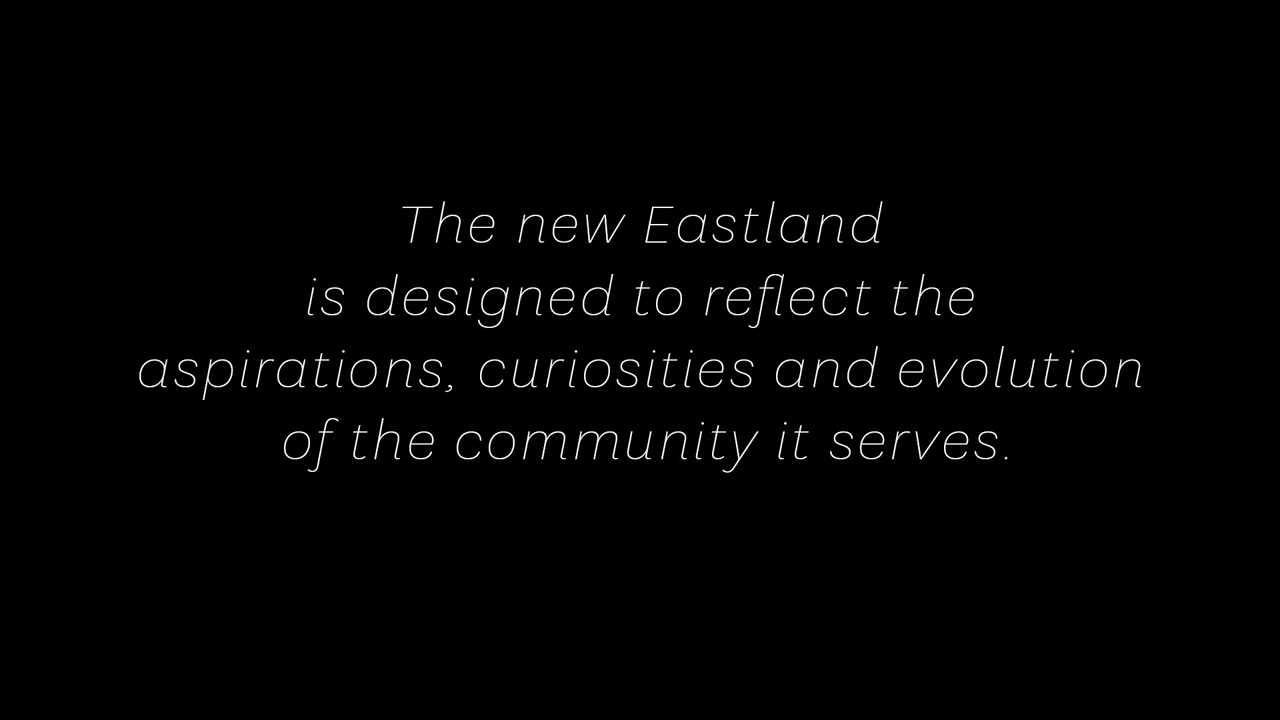 The new Eastland
is designed to reflect the
aspirations, curiosities and evolution
of the community it serves.